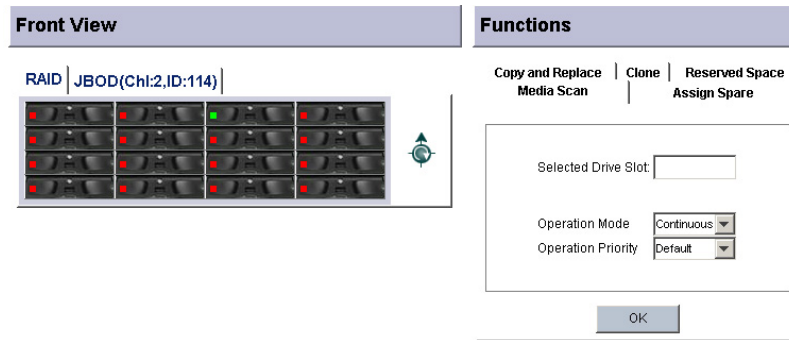 Front View
RAID JBOD(Chl:2,ID:114)
Functions
Copy and Replace Clone Reserved Space
Media Scan Assign Spare
Selected Drive Slot:
Operation Mode Continuous
Operation Priority Default
OK